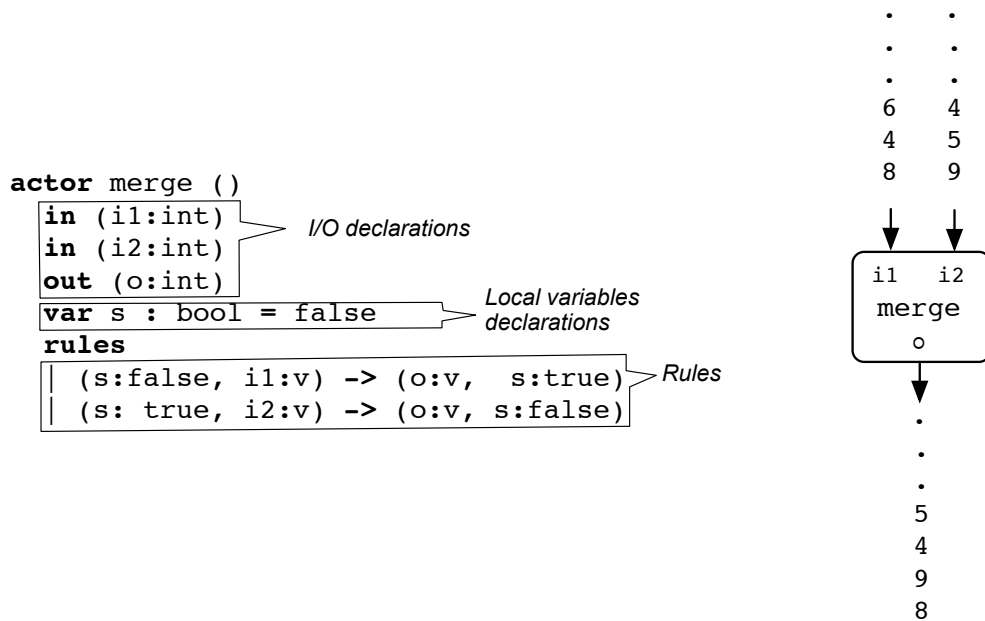 actor merge ()
in (i1:int)
in (i2:int)
out (o:int)
I/O declarations
var s : bool = false
Local variables
declarations
rules
| (s:false, i1:v) -> (o:v, s:true)
| (s: true, i2:v) -> (o:v, s:false)
Rules
. .
. .
. .
6 4
4 5
8 9
i1 i2
merge
o
.
.
.
5
4
9
8